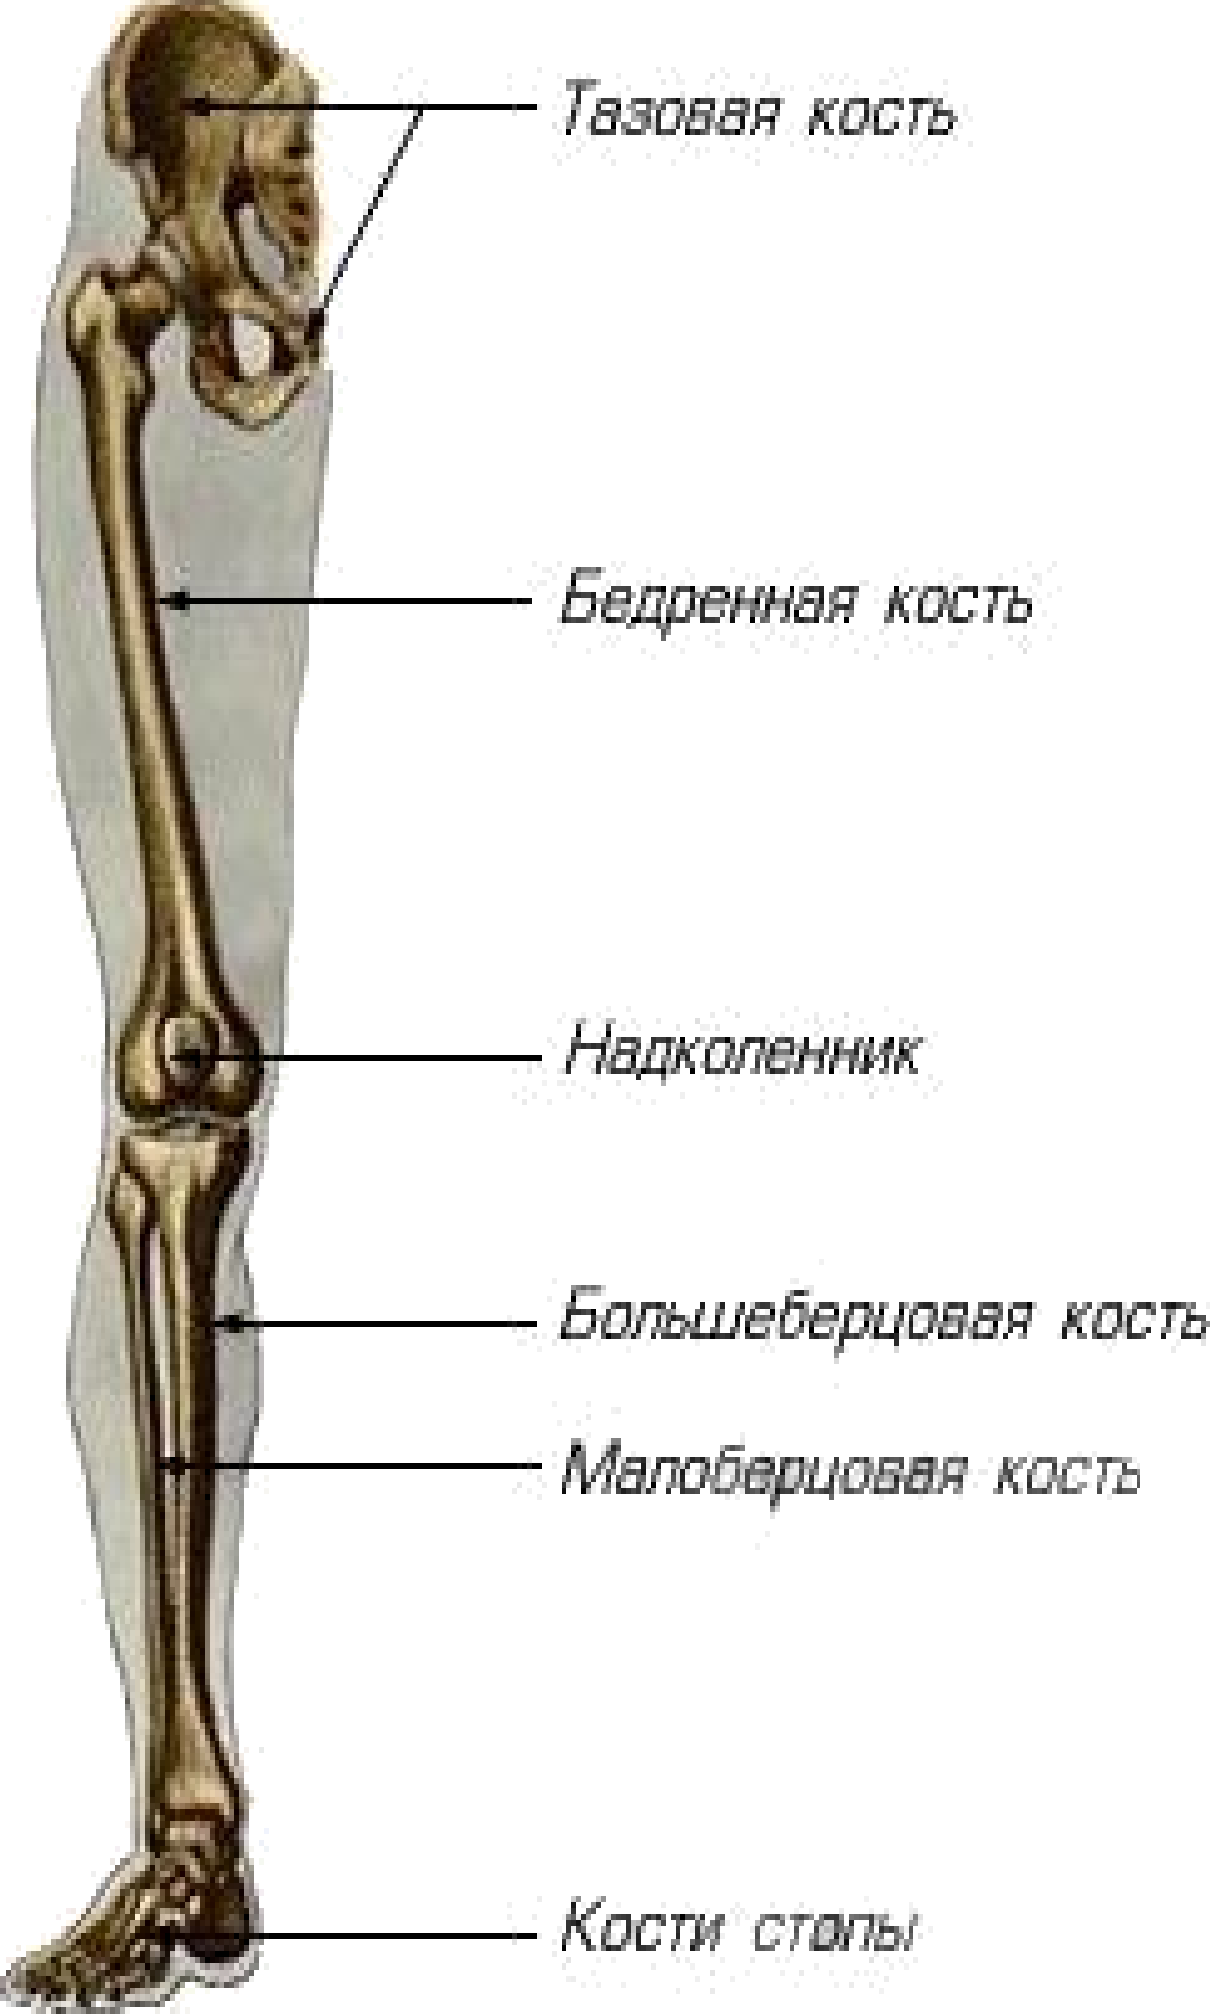 Тазовая кость
Бедренная кость
Надколенник
Большеберцовая кость
Малоберцовая кость
Кости стопы